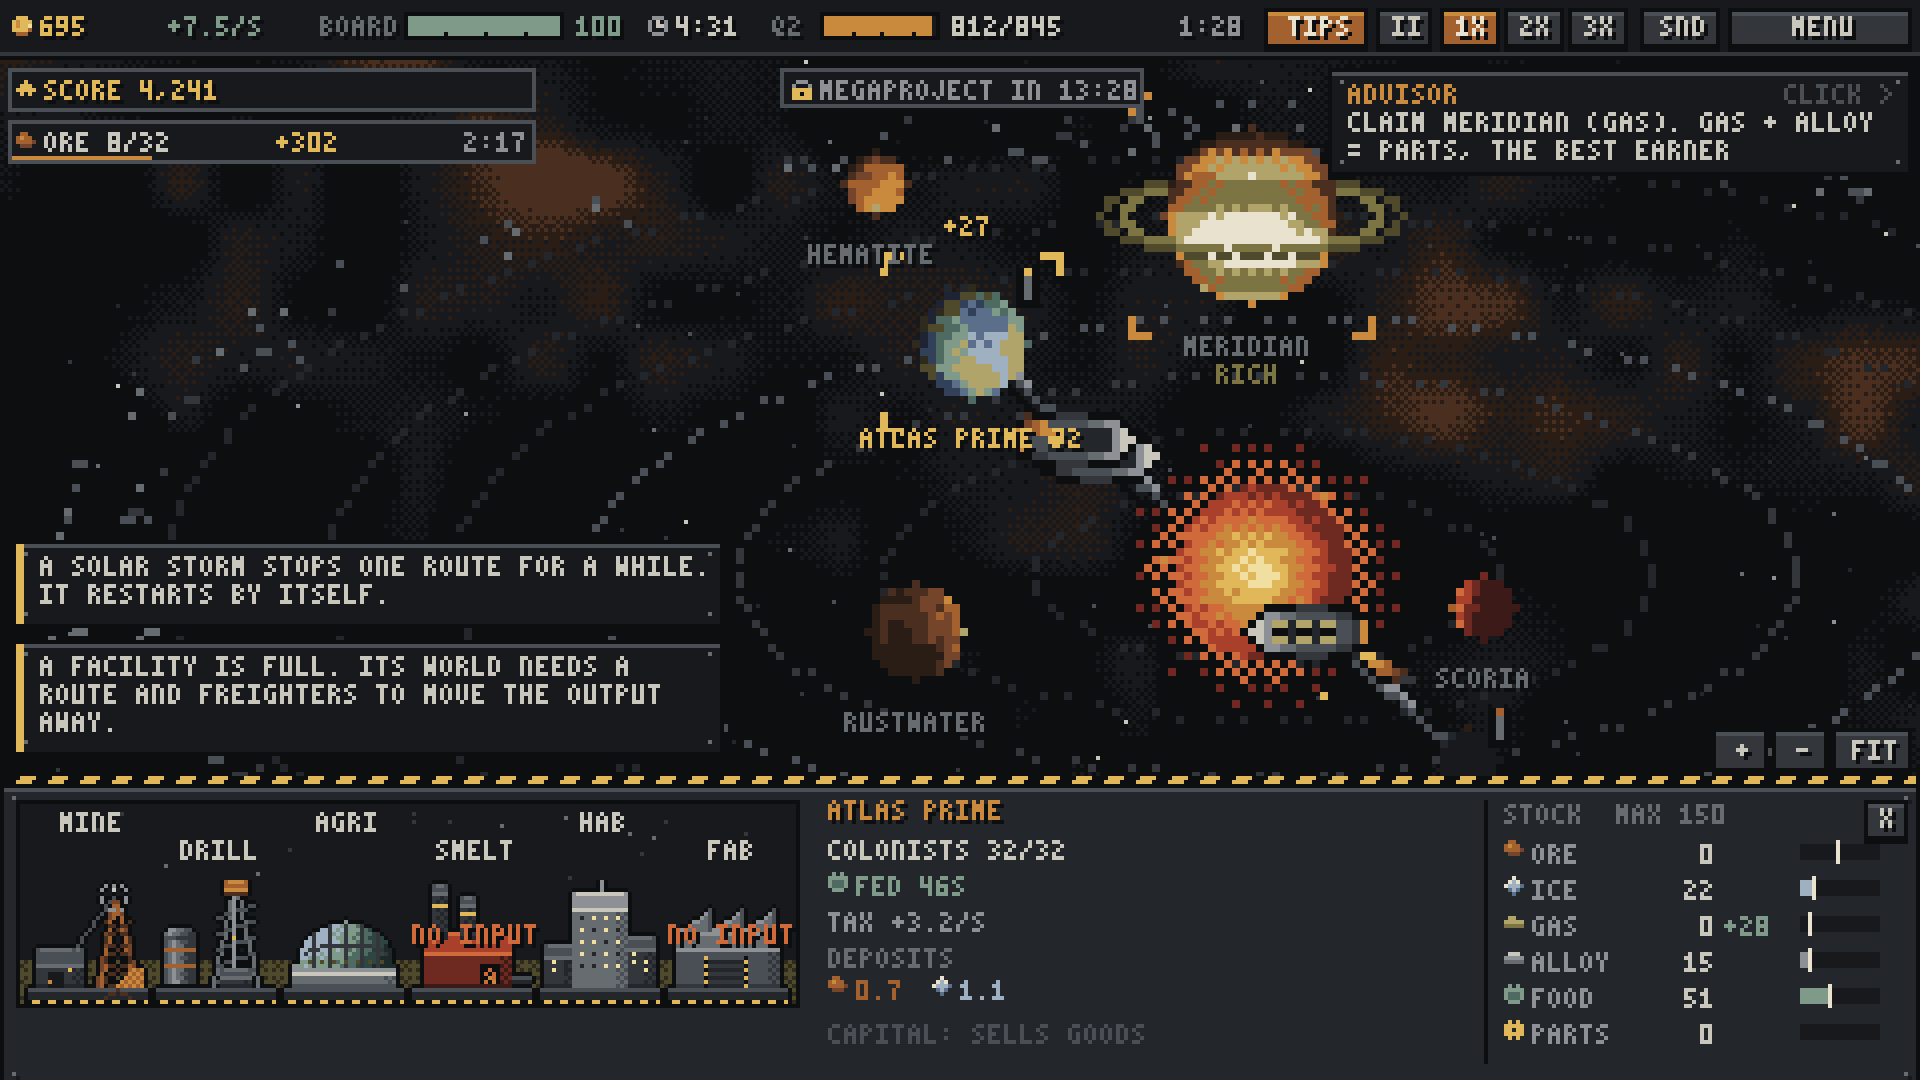 695 +7.5/S BOARD 100 4:31 Q2 812/845 1:28 TIPS II 1X 2X 3X SND MENU
SCORE 4,241
ORE 8/32 +302 2:17
MEGAPROJECT IN 13:28
ADVISOR CLICK >
CLAIM MERIDIAN (GAS). GAS + ALLOY
= PARTS, THE BEST EARNER
+27
HEMATITE
MERIDIAN
RICH
ATLAS PRIME
A SOLAR STORM STOPS ONE ROUTE FOR A WHILE.
IT RESTARTS BY ITSELF.
A FACILITY IS FULL. ITS WORLD NEEDS A
ROUTE AND FREIGHTERS TO MOVE THE OUTPUT
AWAY.
RUSTWATER
SCORIA
+ - FIT
MINE AGRI HAB
DRILL SMELT FAB
NO INPUT NO INPUT
ATLAS PRIME
COLONISTS 32/32
FED 46S
TAX +3.2/S
DEPOSITS
0.7 1.1
CAPITAL: SELLS GOODS
STOCK MAX 150 X
ORE 0
ICE 22
GAS 0 +28
ALLOY 15
FOOD 51
PARTS 0